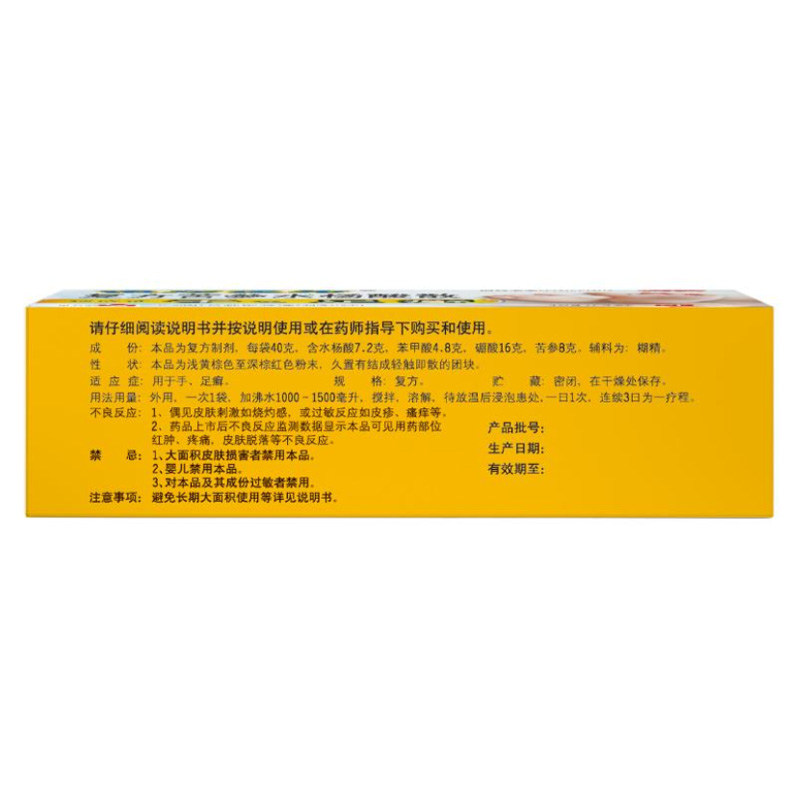 复方苦参水杨酸散
请仔细阅读说明书并按说明使用或在药师指导下购买和使用。
成 份: 本品为复方制剂,每袋40克,含水杨酸7.2克,苯甲酸4.8克,硼酸16克,苦参8克,辅料为:糊精。
性 状: 本品为浅黄棕色至深棕红色粉末,久置有结成轻触即散的团块。
适 应 症: 用于手、足癣。 规 格: 复方。 贮 藏: 密闭,在干燥处保存。
用法用量: 外用,一次1袋,加沸水1000-1500毫升,搅拌,溶解,待放温后浸泡患处,一日1次,连续3日为一疗程。
不良反应: 1、偶见皮肤刺激如烧灼感,或过敏反应如皮疹,瘙痒等。
2、药品上市后不良反应监测数据显示本品可见用药部位
红肿、疼痛,皮肤脱落等不良反应。
禁 忌: 1、大面积皮肤损害者禁用本品。
2、婴儿禁用本品。
3、对本品及其成份过敏者禁用。
注意事项: 避免长期大面积使用等详见说明书。
产品批号:
生产日期:
有效期至: